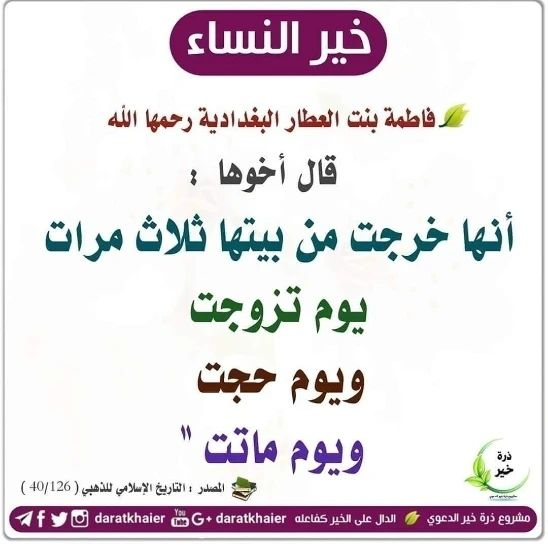 خير النساء
فاطمة بنت العطار البغدادية رحمها الله
قال أخوها :
أنها خرجت من بيتها ثلاث مرات
يوم تزوجت
ويوم حجت
ويوم ماتت "
المصدر : التاريخ الإسلامي للذهبي ( 40/126 )
ذرة
خير
مشروع ذرة خير الدعوي الدال على الخير كفاعله daratkhaier G+ You Tube daratkhaier